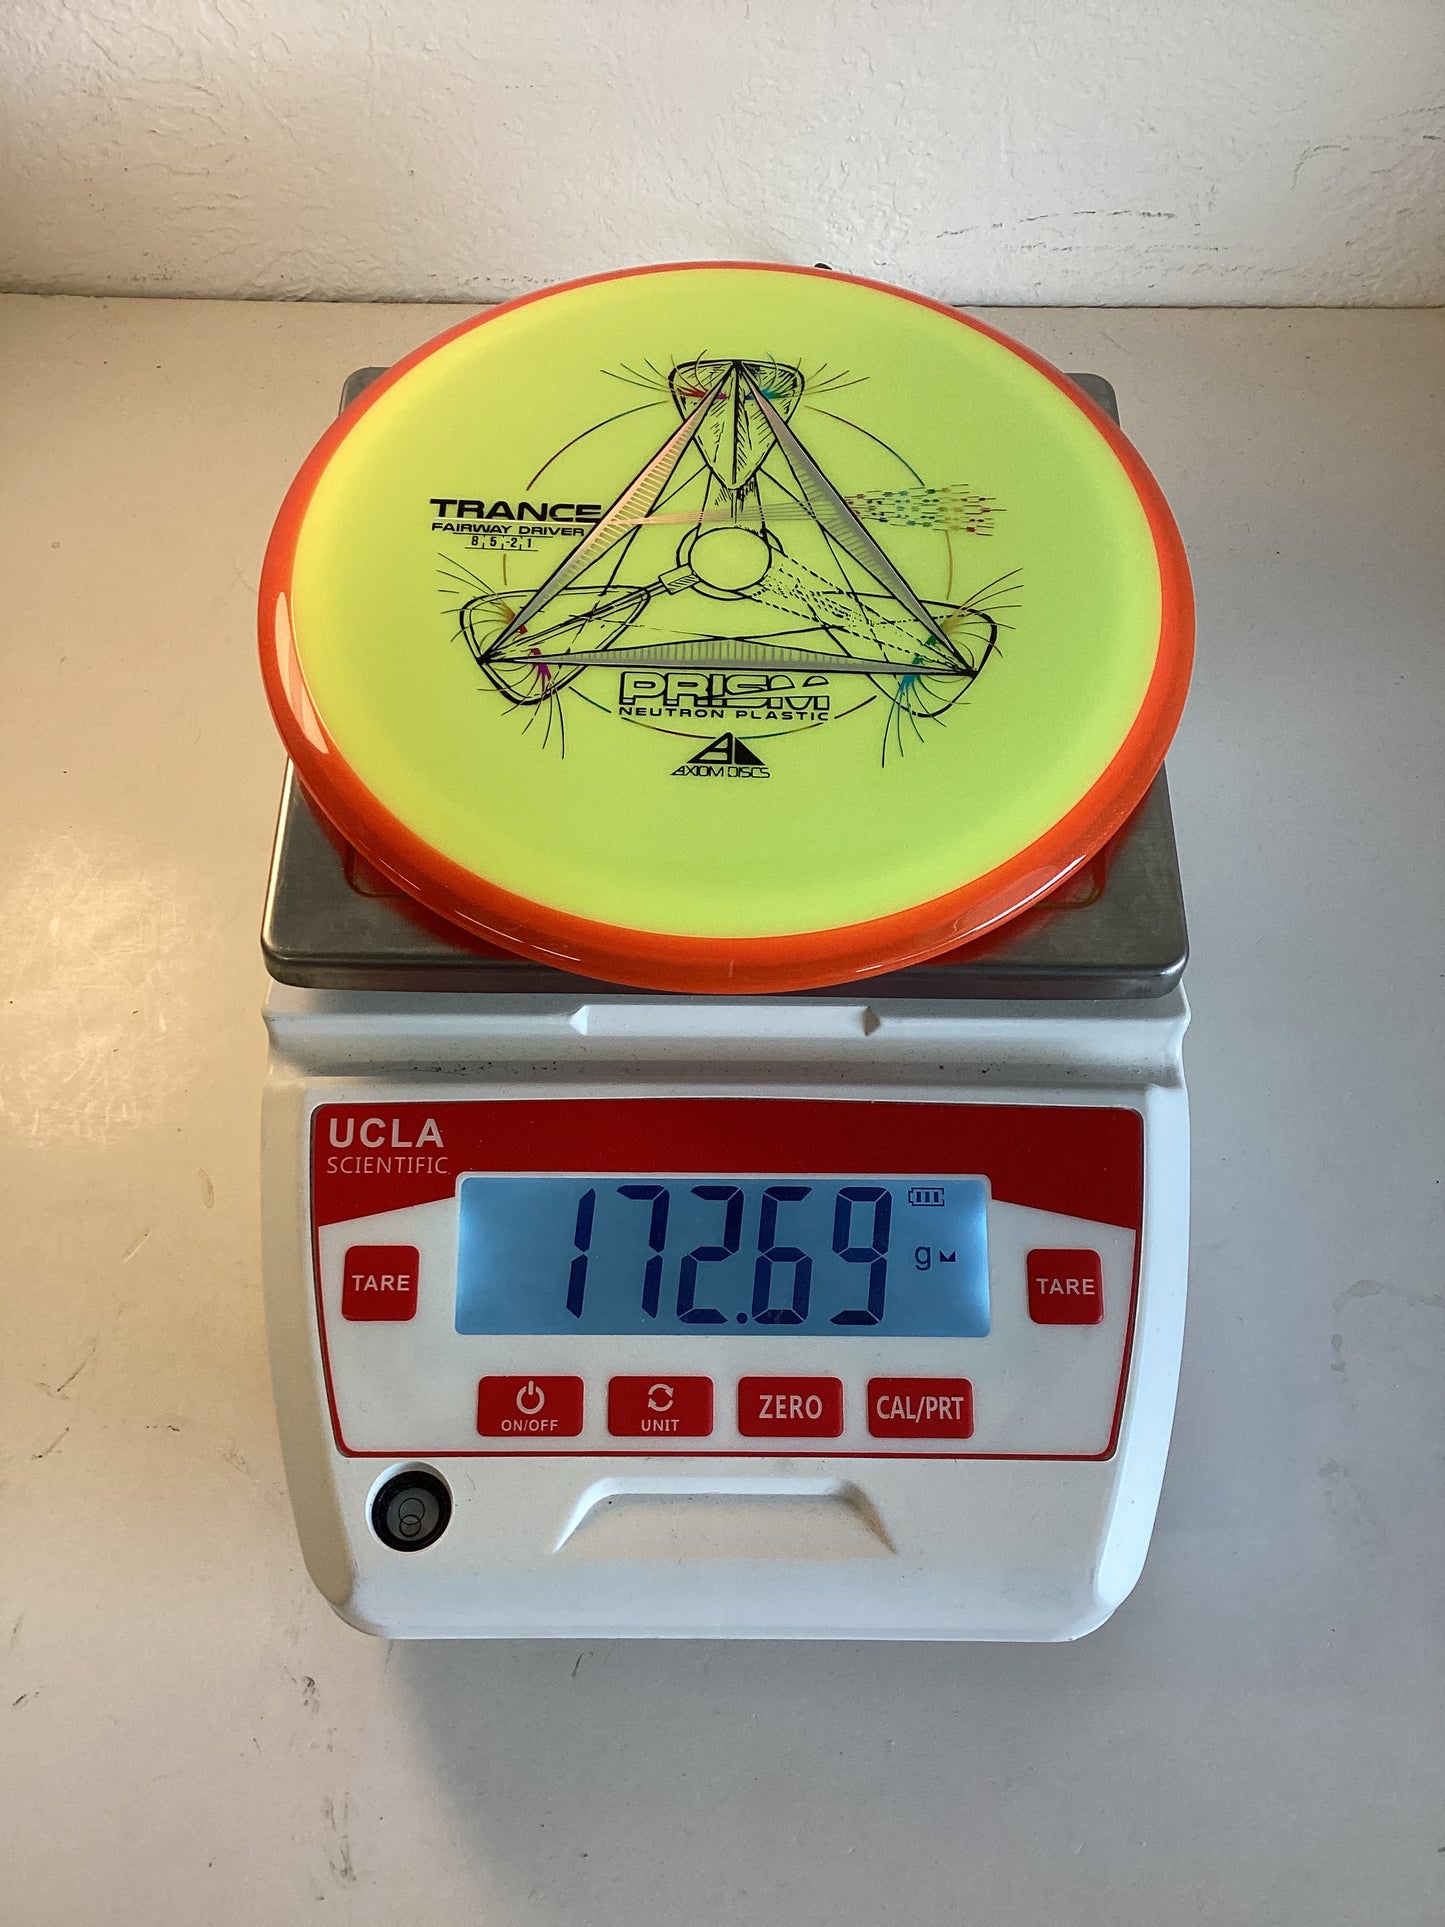 TRANCE
FAIRWAY DRIVER
8, 5, -2, 1
PRISM
NEUTRON PLASTIC
AXIOM DISCS
UCLA
SCIENTIFIC
172.69
g
TARE
TARE
ON/OFF
UNIT
ZERO
CAL/PRT